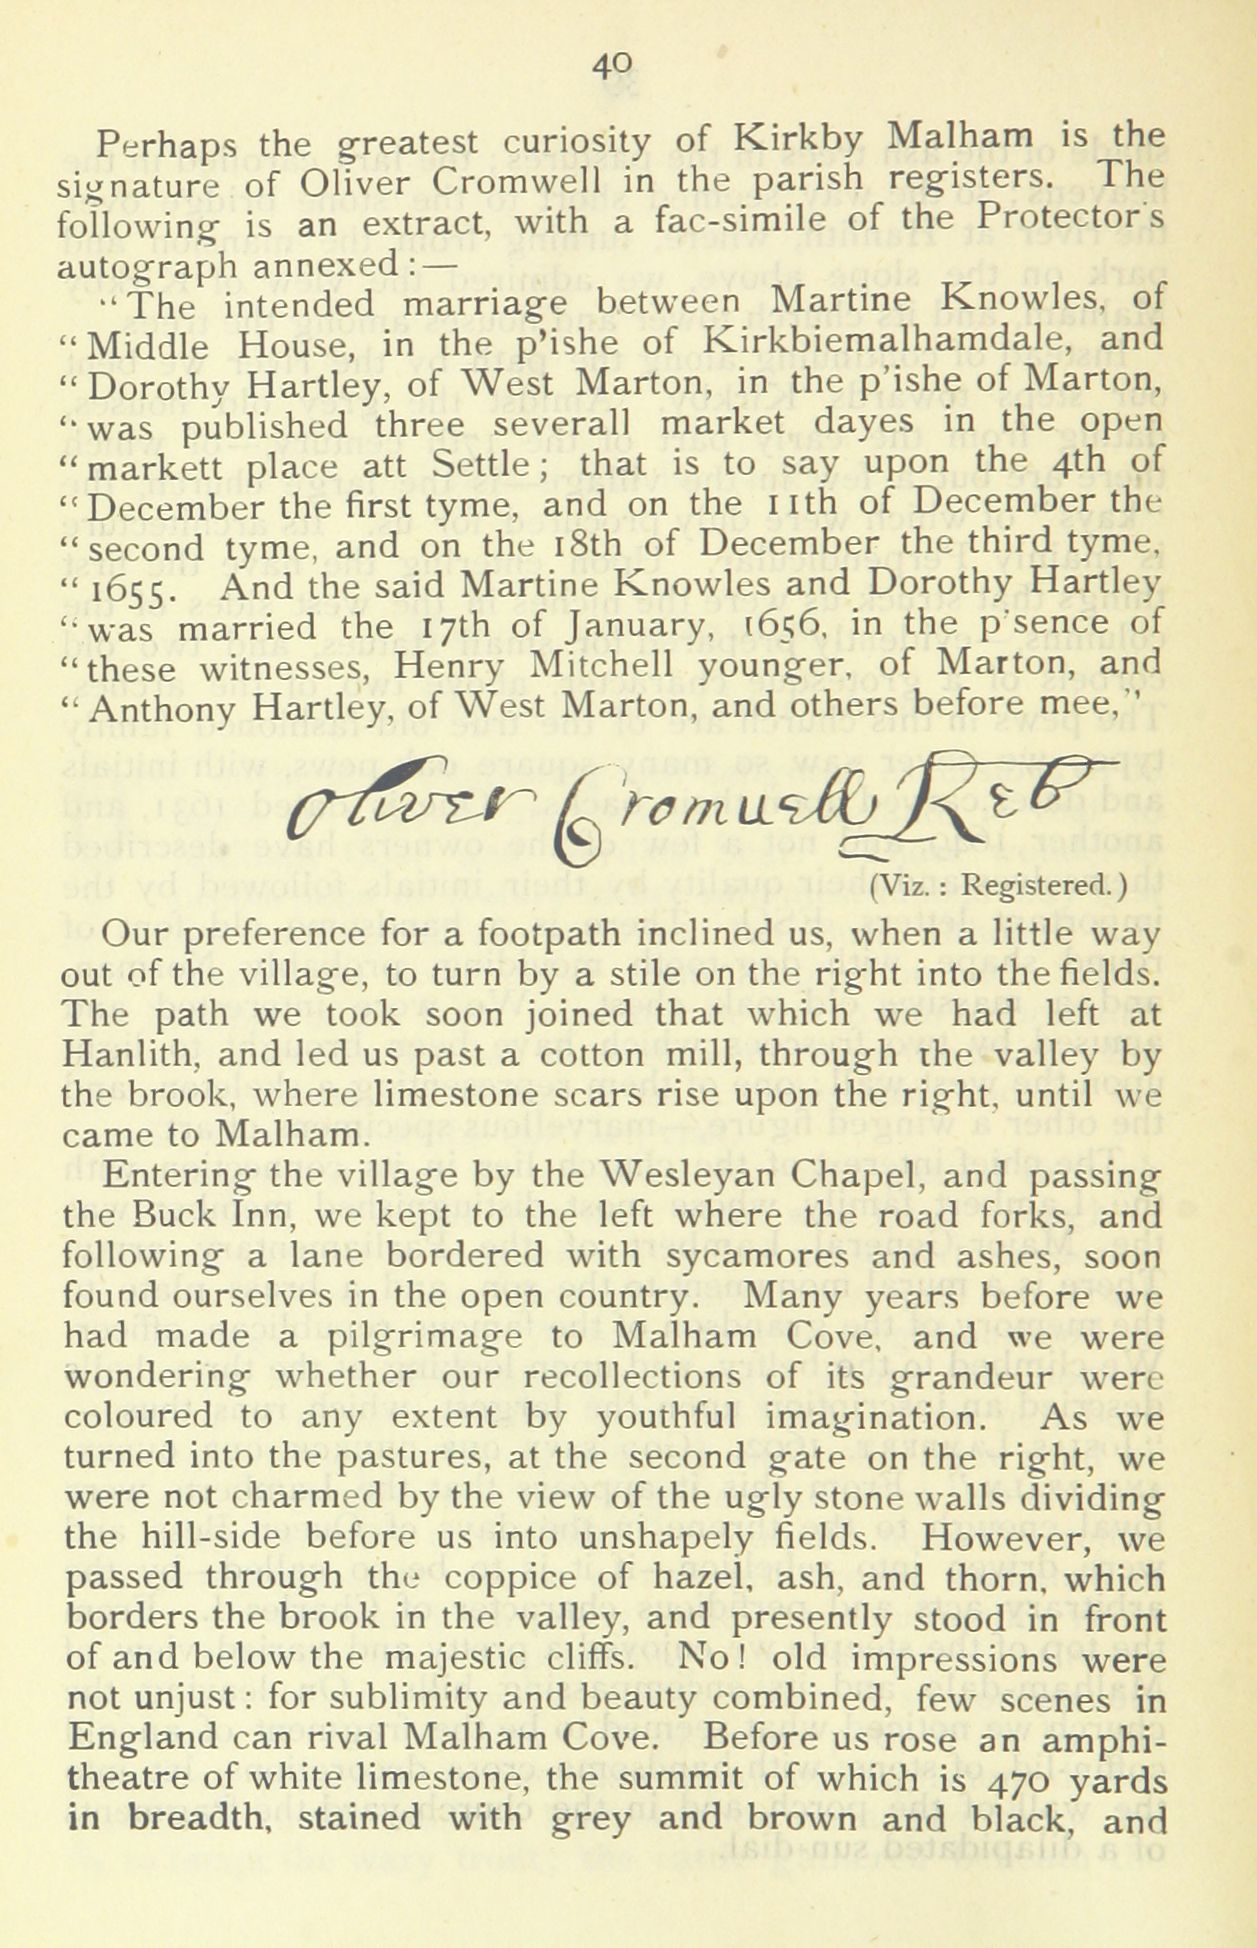 40
Perhaps the greatest curiosity of Kirkby Malham is the
signature of Oliver Cromwell in the parish registers. The
following is an extract, with a fac-simile of the Protector's
autograph annexed :—
“The intended marriage between Martine Knowles, of
“Middle House, in the p'ishe of Kirkbiemalhamdale, and
“Dorothy Hartley, of West Marton, in the p'ishe of Marton,
“was published three severall market dayes in the open
“markett place att Settle; that is to say upon the 4th of
“December the first tyme, and on the 11th of December the
“second tyme, and on the 18th of December the third tyme,
“1655. And the said Martine Knowles and Dorothy Hartley
“was married the 17th of January, 1656, in the p'sence of
“these witnesses, Henry Mitchell younger, of Marton, and
“Anthony Hartley, of West Marton, and others before mee,”
Oliver Cromwell Reg
(Viz. : Registered.)
Our preference for a footpath inclined us, when a little way
out of the village, to turn by a stile on the right into the fields.
The path we took soon joined that which we had left at
Hanlith, and led us past a cotton mill, through the valley by
the brook, where limestone scars rise upon the right, until we
came to Malham.
Entering the village by the Wesleyan Chapel, and passing
the Buck Inn, we kept to the left where the road forks, and
following a lane bordered with sycamores and ashes, soon
found ourselves in the open country. Many years before we
had made a pilgrimage to Malham Cove, and we were
wondering whether our recollections of its grandeur were
coloured to any extent by youthful imagination. As we
turned into the pastures, at the second gate on the right, we
were not charmed by the view of the ugly stone walls dividing
the hill-side before us into unshapely fields. However, we
passed through the coppice of hazel, ash, and thorn, which
borders the brook in the valley, and presently stood in front
of and below the majestic cliffs. No! old impressions were
not unjust: for sublimity and beauty combined, few scenes in
England can rival Malham Cove. Before us rose an amphi-
theatre of white limestone, the summit of which is 470 yards
in breadth, stained with grey and brown and black, and